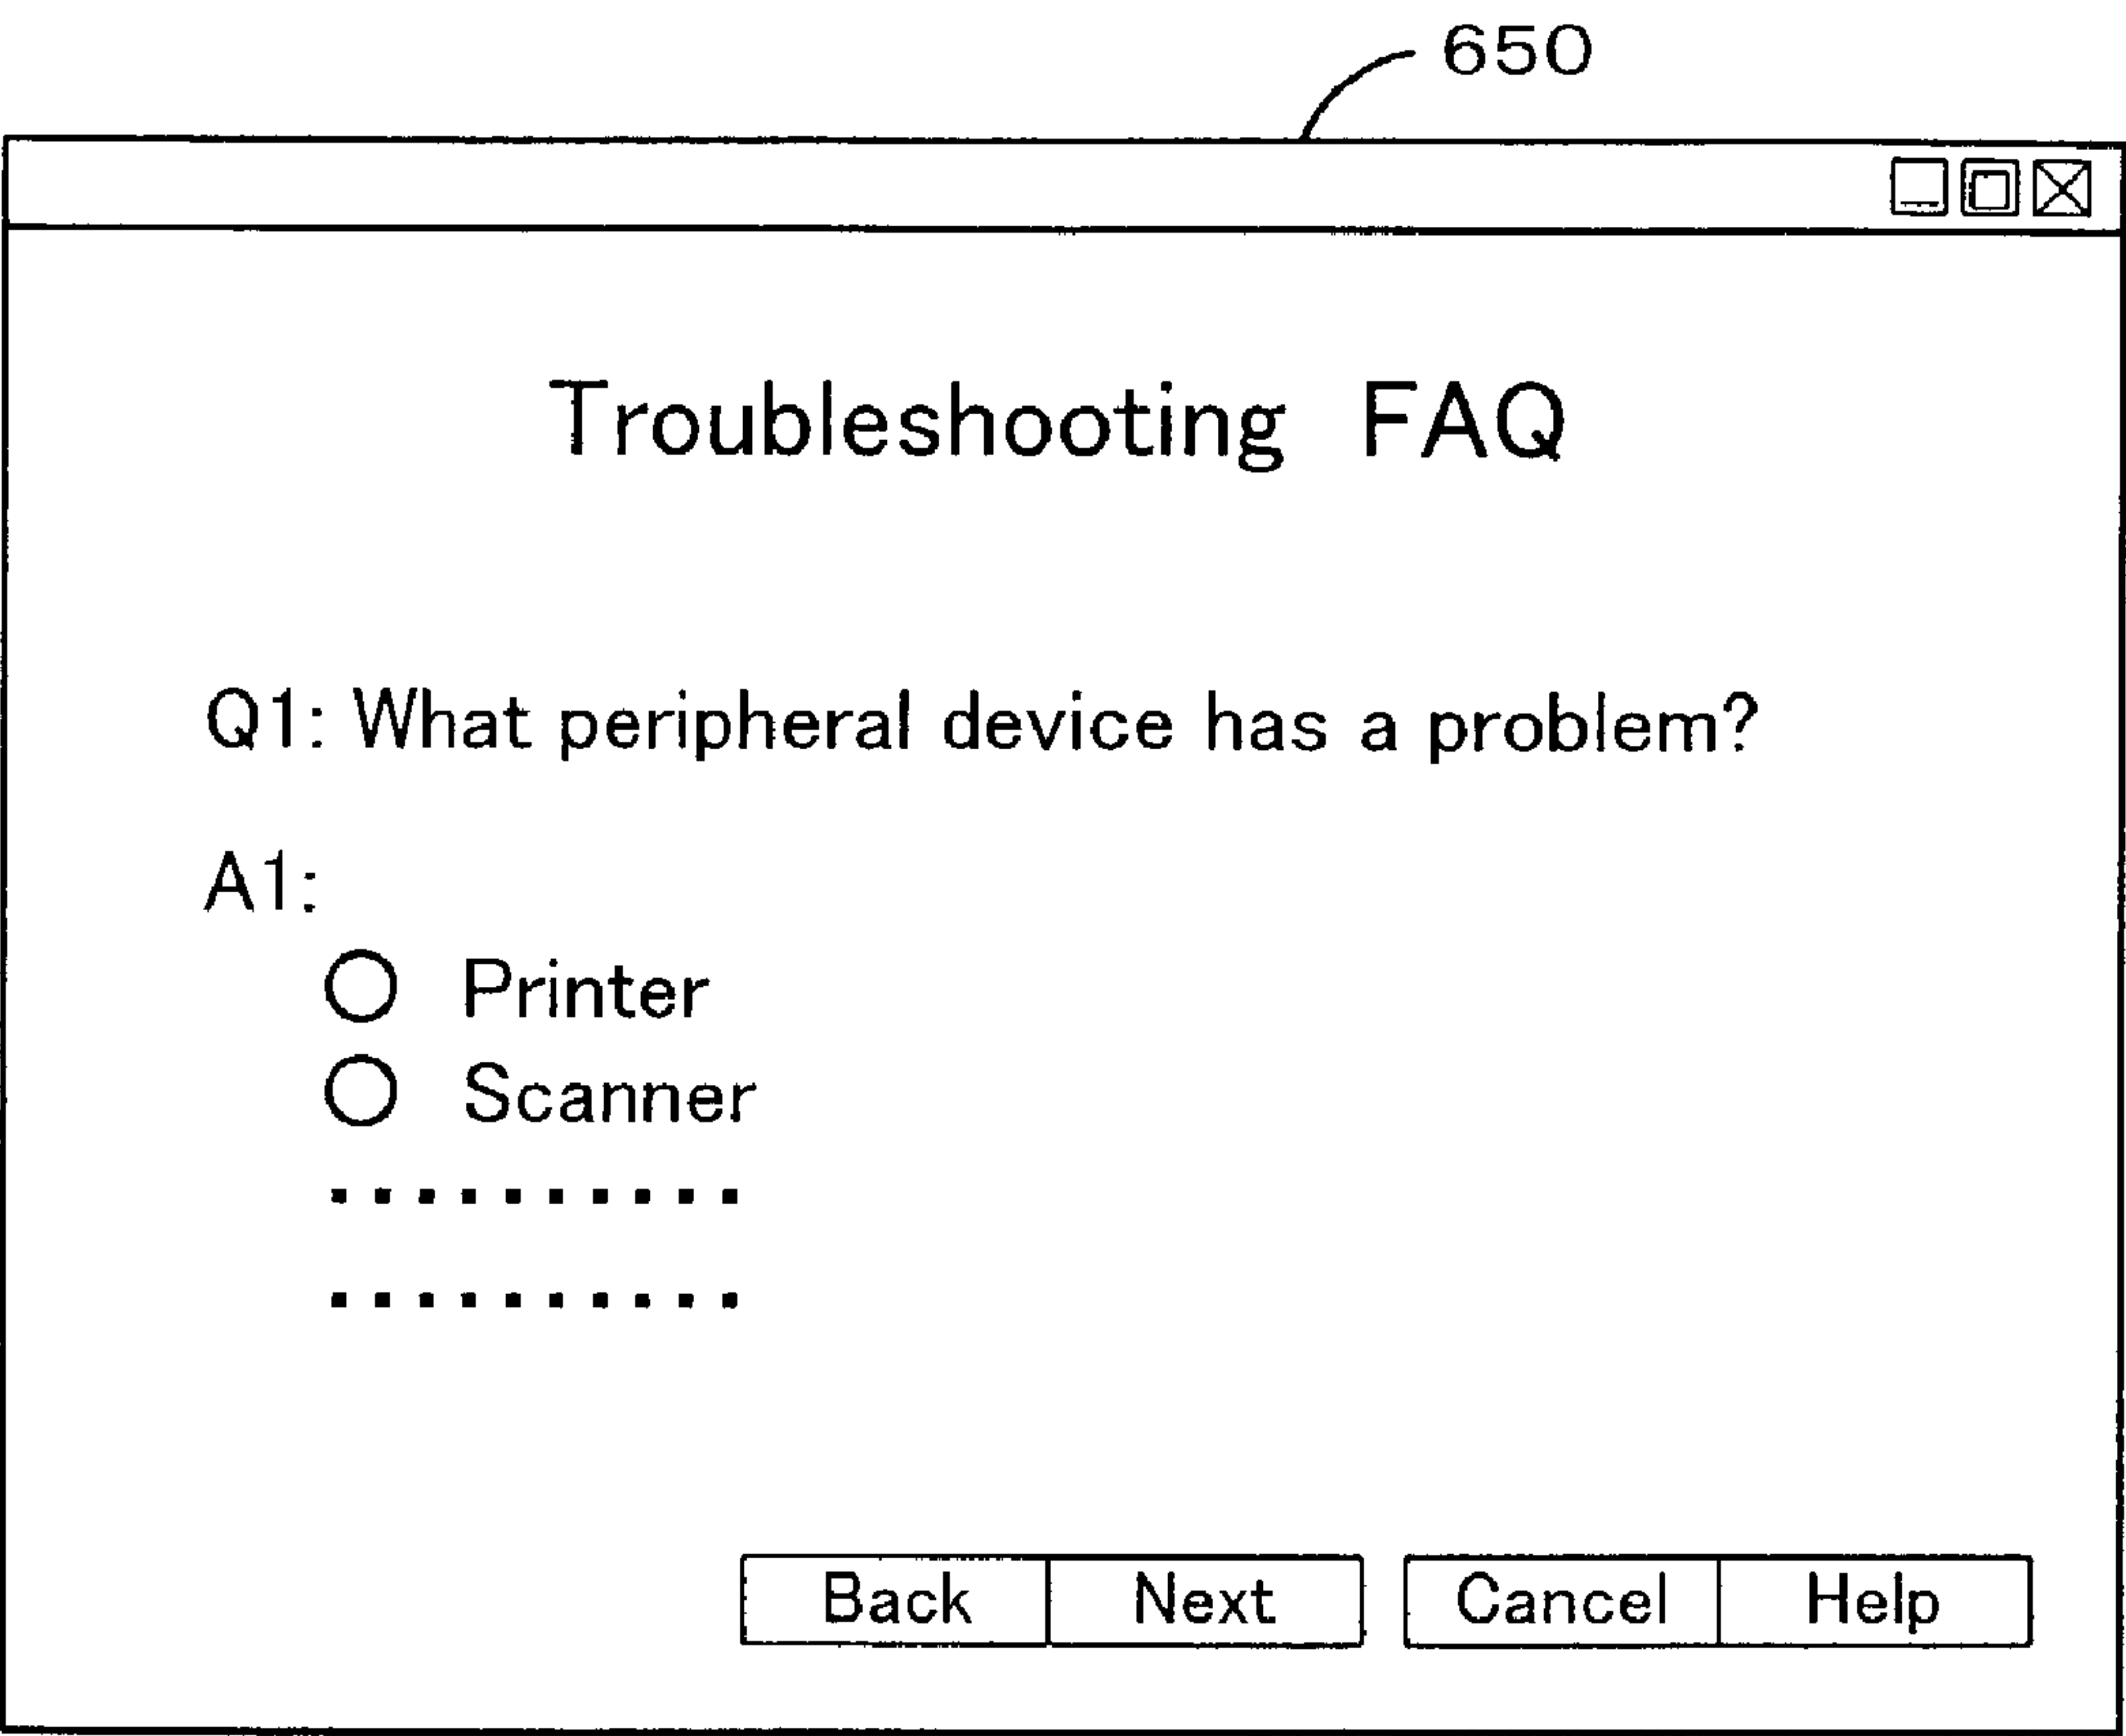 650
Troubleshooting FAQ
Q1: What peripheral device has a problem?
A1:
Printer
Scanner
..........
..........
Back Next Cancel Help